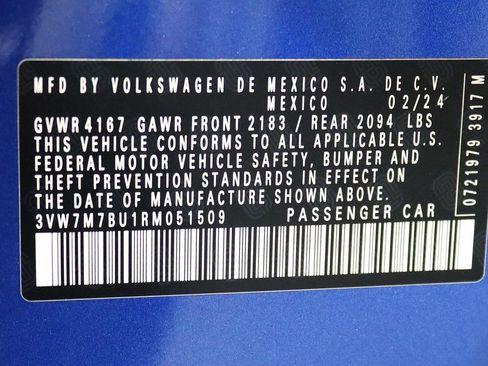 MFD BY VOLKSWAGEN DE MEXICO S.A. DE C.V.
MEXICO 02/24
GVWR 4167 GAWR FRONT 2183 / REAR 2094 LBS
THIS VEHICLE CONFORMS TO ALL APPLICABLE U.S.
FEDERAL MOTOR VEHICLE SAFETY, BUMPER AND
THEFT PREVENTION STANDARDS IN EFFECT ON
THE DATE OF MANUFACTURE SHOWN ABOVE.
3VW7M7BU1RM051509 PASSENGER CAR
0721979 3917M